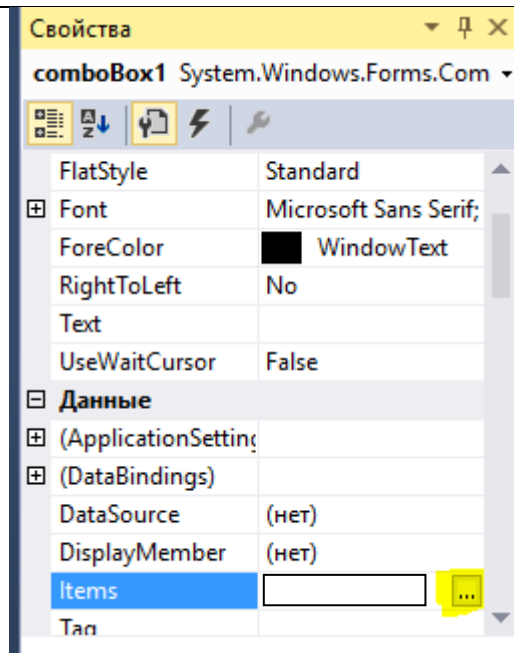 Свойства
comboBox1 System.Windows.Forms.Com
FlatStyle Standard
Font Microsoft Sans Serif;
ForeColor WindowText
RightToLeft No
Text
UseWaitCursor False
Данные
(ApplicationSetting
(DataBindings)
DataSource (нет)
DisplayMember (нет)
Items ...
Tag